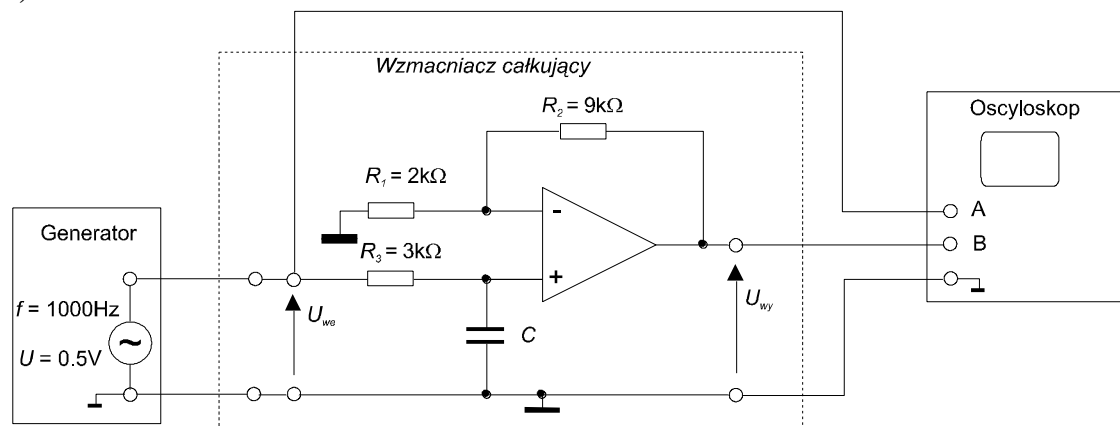 Wzmacniacz całkujący
R₂ = 9kΩ
Oscyloskop
R₁ = 2kΩ
A
Generator
-
B
R₃ = 3kΩ
+
f = 1000Hz
Uwe
C
Uwy
~
U = 0.5V